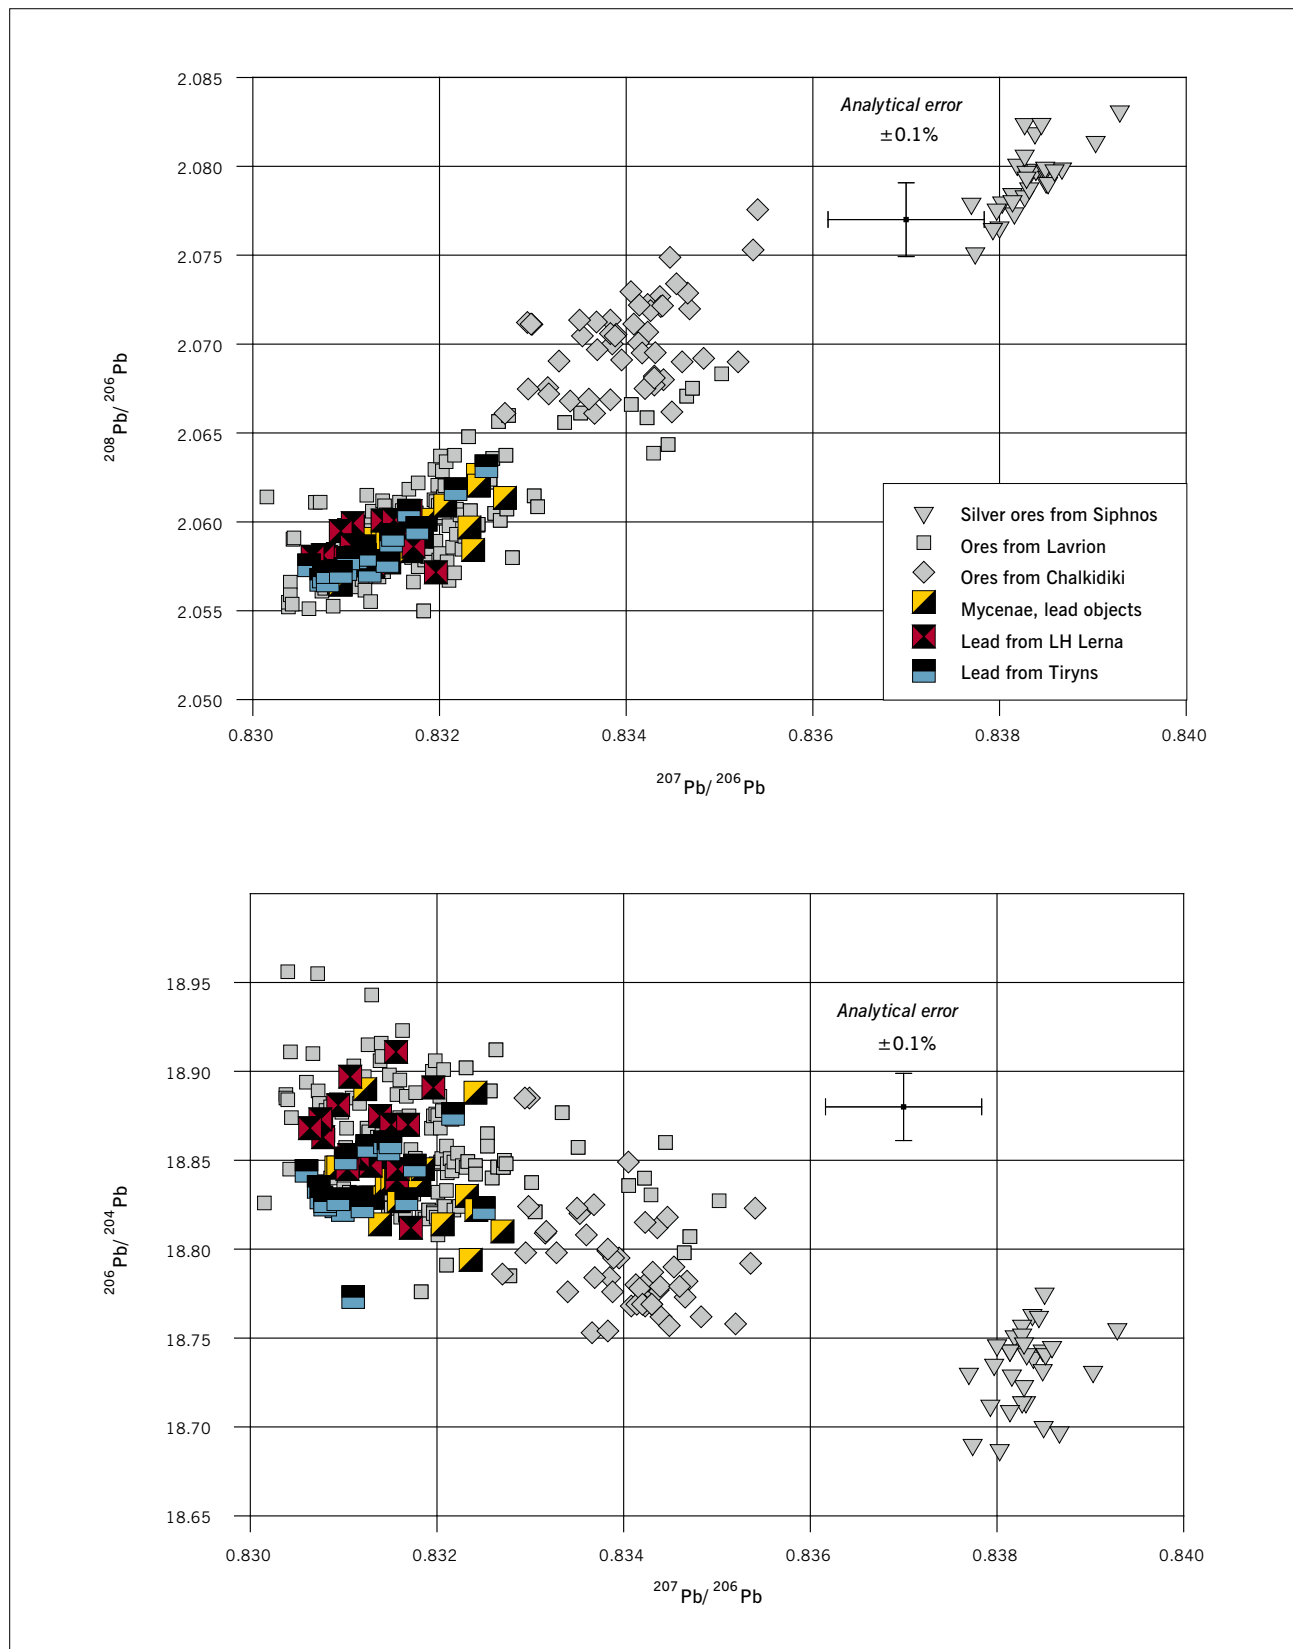 2.085
2.080
2.075
2.070
2.065
2.060
2.055
2.050
208Pb/ 206Pb
Analytical error
±0.1%
Silver ores from Siphnos
Ores from Lavrion
Ores from Chalkidiki
Mycenae, lead objects
Lead from LH Lerna
Lead from Tiryns
0.830 0.832 0.834 0.836 0.838 0.840
207Pb/ 206Pb
18.95
18.90
18.85
18.80
18.75
18.70
18.65
206Pb/ 204Pb
Analytical error
±0.1%
0.830 0.832 0.834 0.836 0.838 0.840
207Pb/ 206Pb